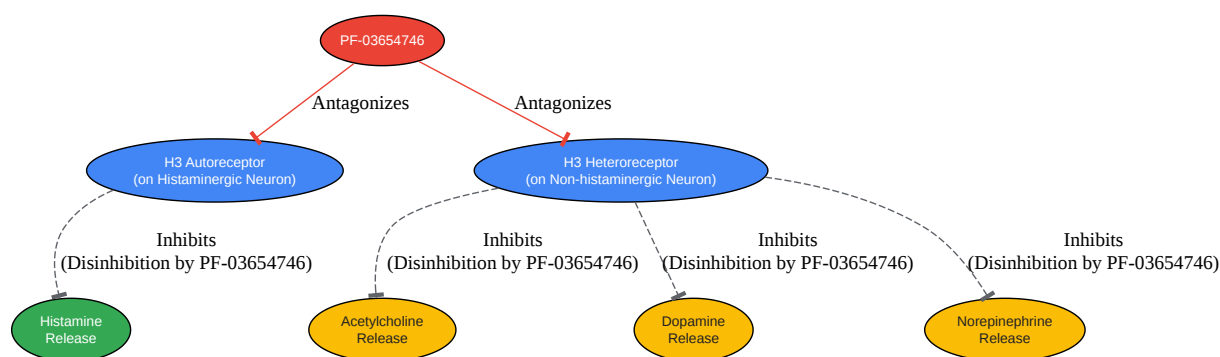 PF-03654746
Antagonizes
Antagonizes
H3 Autoreceptor
(on Histaminergic Neuron)
H3 Heteroreceptor
(on Non-histaminergic Neuron)
Inhibits
(Disinhibition by PF-03654746)
Inhibits
(Disinhibition by PF-03654746)
Inhibits
(Disinhibition by PF-03654746)
Inhibits
(Disinhibition by PF-03654746)
Histamine
Release
Acetylcholine
Release
Dopamine
Release
Norepinephrine
Release